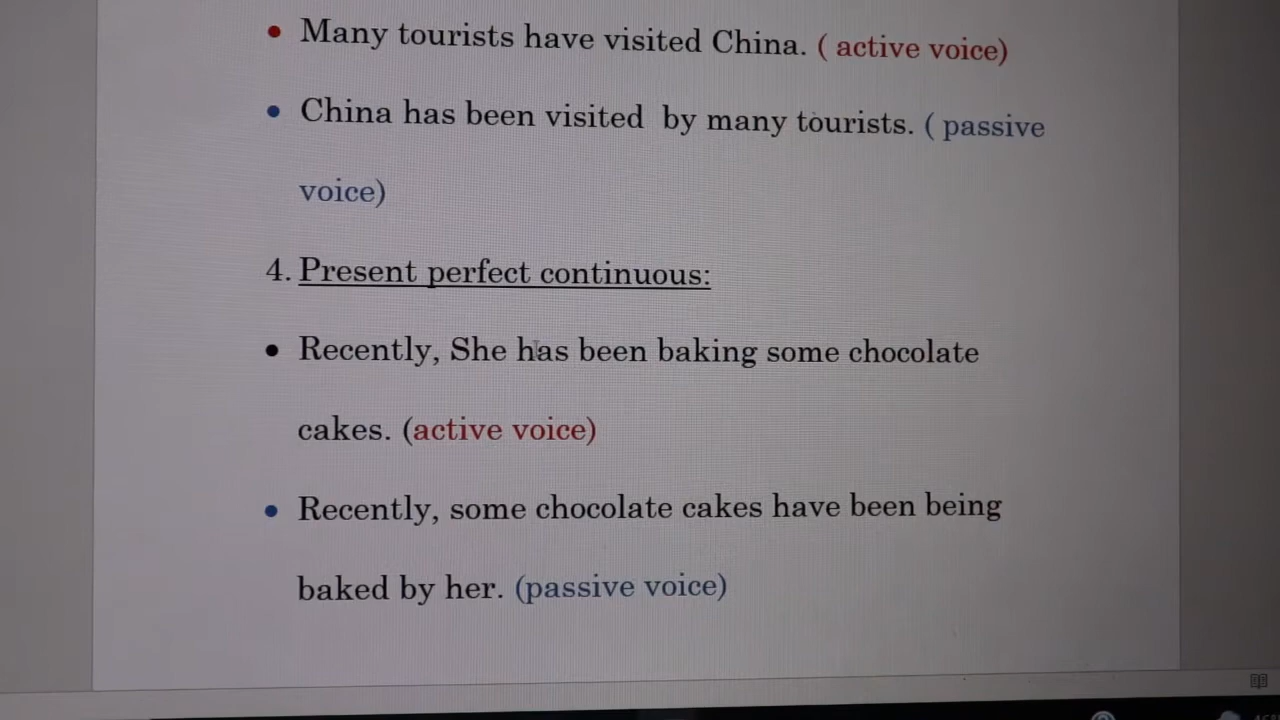 • Many tourists have visited China. ( active voice)
• China has been visited  by many tourists. ( passive
voice)
4. Present perfect continuous:
• Recently, She has been baking some chocolate
cakes. (active voice)
• Recently, some chocolate cakes have been being
baked by her. (passive voice)